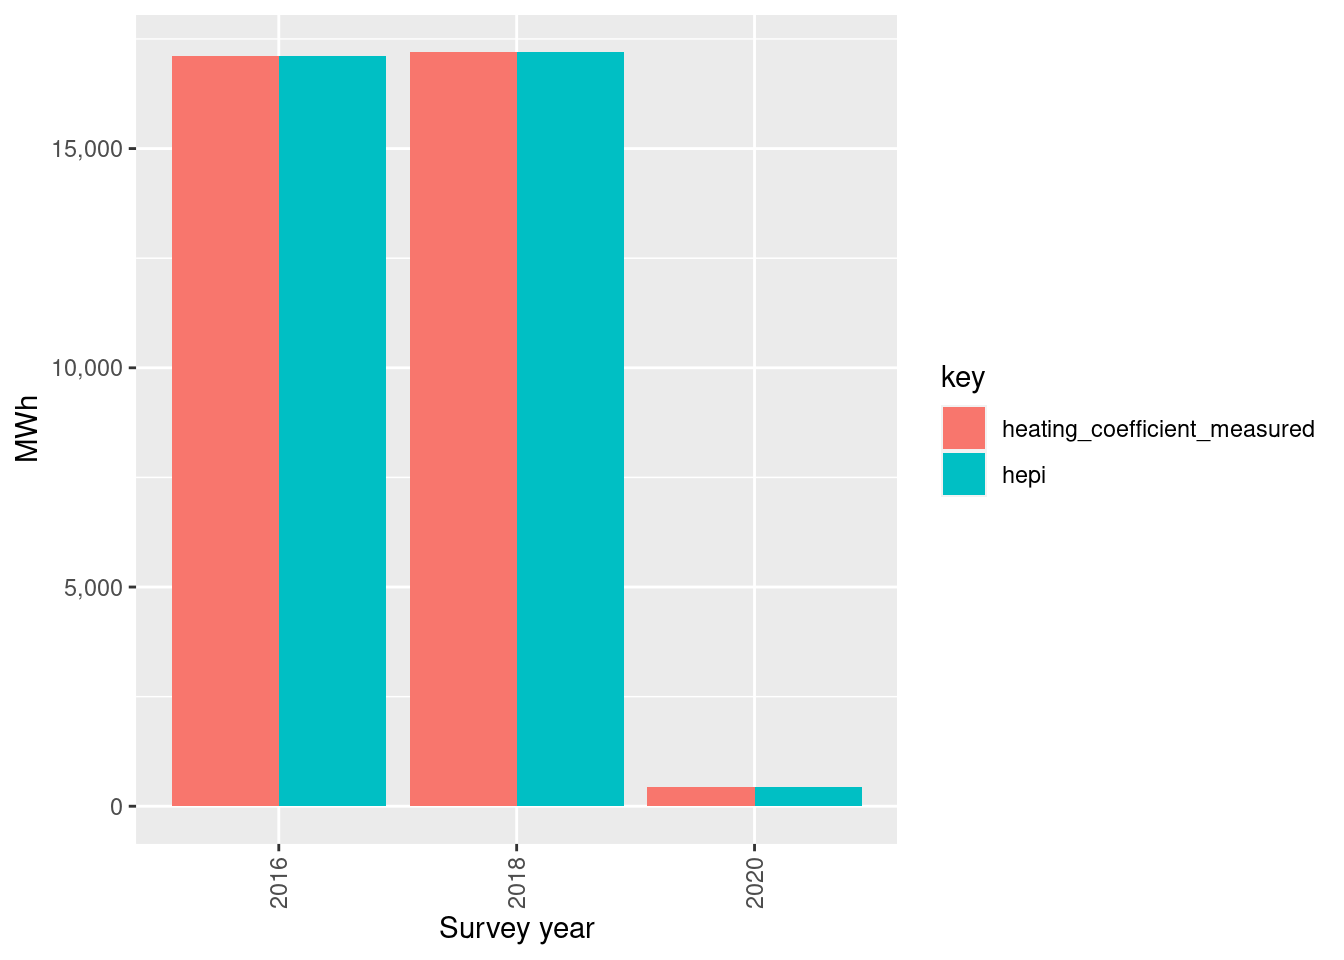 15,000
10,000
5,000
0
MWh
2016
2018
2020
Survey year
key
heating_coefficient_measured
hepi